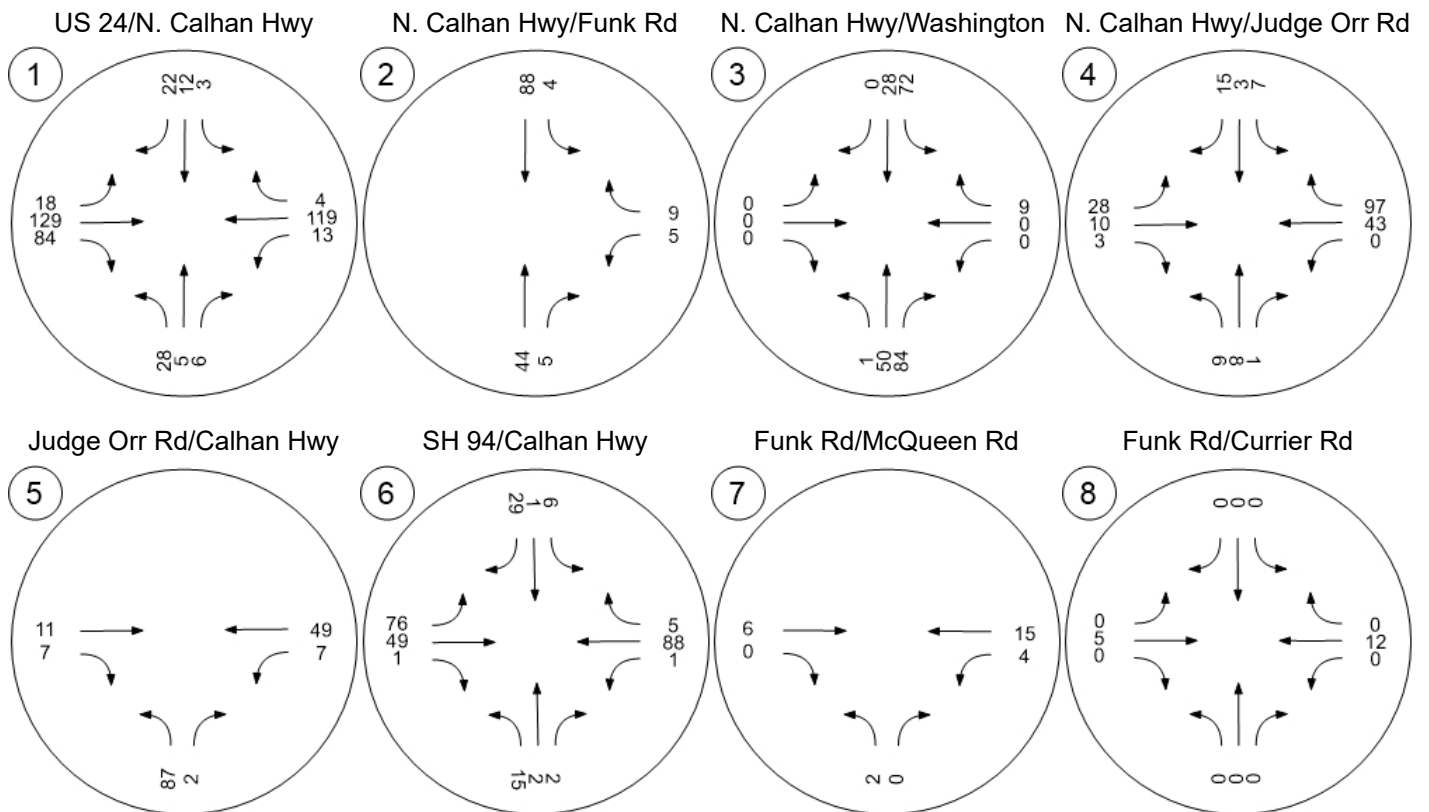 US 24/N. Calhan Hwy
1
22 12 3
18
129
84
4
119
13
28 5 6
N. Calhan Hwy/Funk Rd
2
88 4
9
5
44 5
N. Calhan Hwy/Washington
3
0 28 72
0
0
0
9
0
0
1 50 84
N. Calhan Hwy/Judge Orr Rd
4
15 3 7
28
10
3
97
43
0
9 8 1
Judge Orr Rd/Calhan Hwy
5
11
7
49
7
87 2
SH 94/Calhan Hwy
6
29 1 6
76
49
1
5
88
1
15 2 2
Funk Rd/McQueen Rd
7
6
0
15
4
2 0
Funk Rd/Currier Rd
8
0 0 0
0
5
0
0
12
0
0 0 0